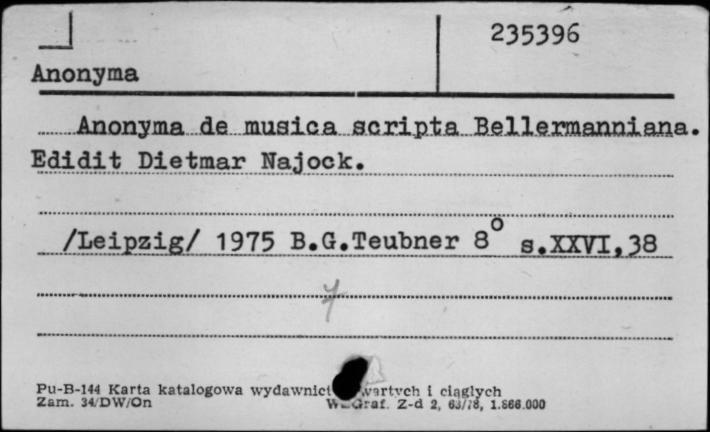 235396
Anonyma
Anonyma de musica scripta Bellermanniana.
Edidit Dietmar Najock.
/Leipzig/ 1975 B.G.Teubner 8° s.XXVI,38
Pu-B-144 Karta katalogowa wydawnict wartych i ciągłych
Zam. 34/DW/On Graf. Z-d 2, 63/78, 1.866.000